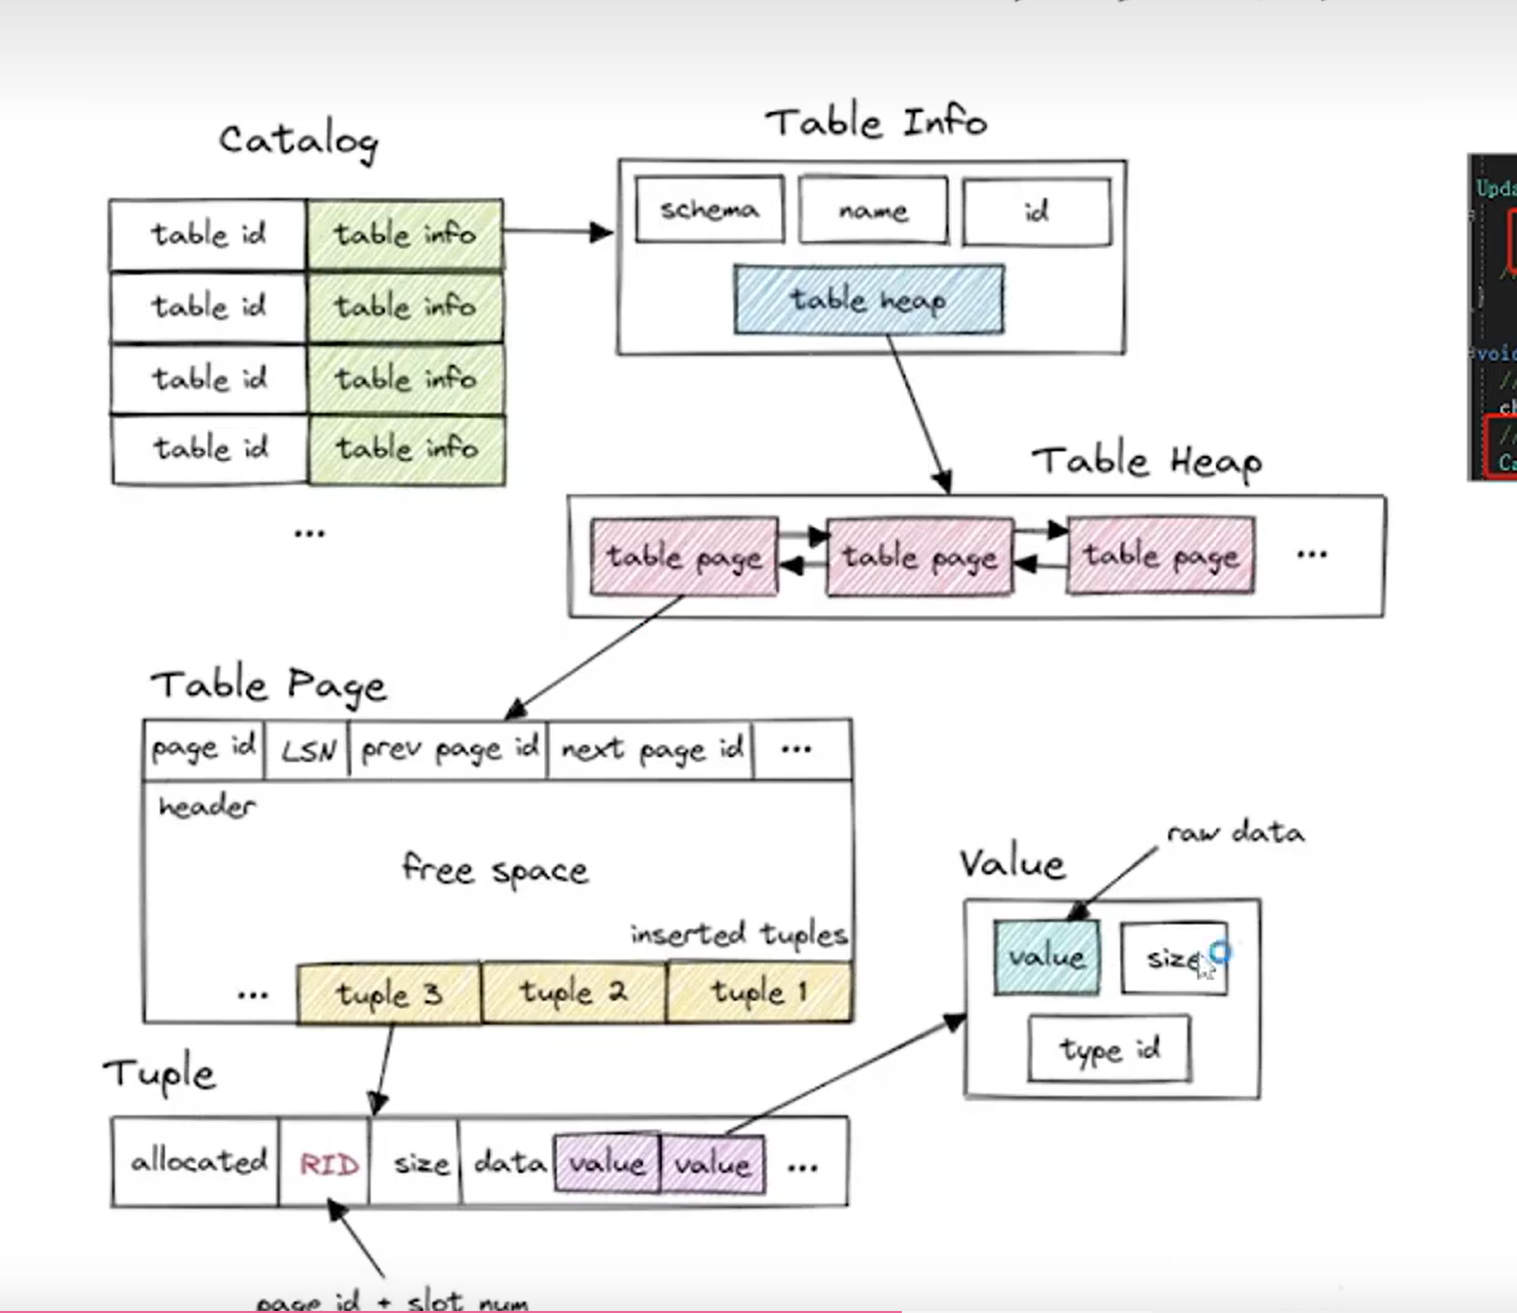 Catalog
Table Info
table id table info
table id table info
table id table info
table id table info
...
schema name id
table heap
Table Heap
table page table page table page ...
Table Page
page id LSN prev page id next page id ...
header
free space
inserted tuples
... tuple 3 tuple 2 tuple 1
raw data
Value
value size
type id
Tuple
allocated RID size data value value ...
page id + slot num